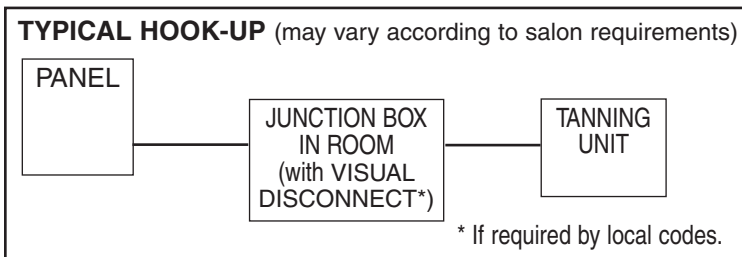 TYPICAL HOOK-UP (may vary according to salon requirements)
PANEL
JUNCTION BOX
IN ROOM
(with VISUAL
DISCONNECT*)
TANNING
UNIT
* If required by local codes.